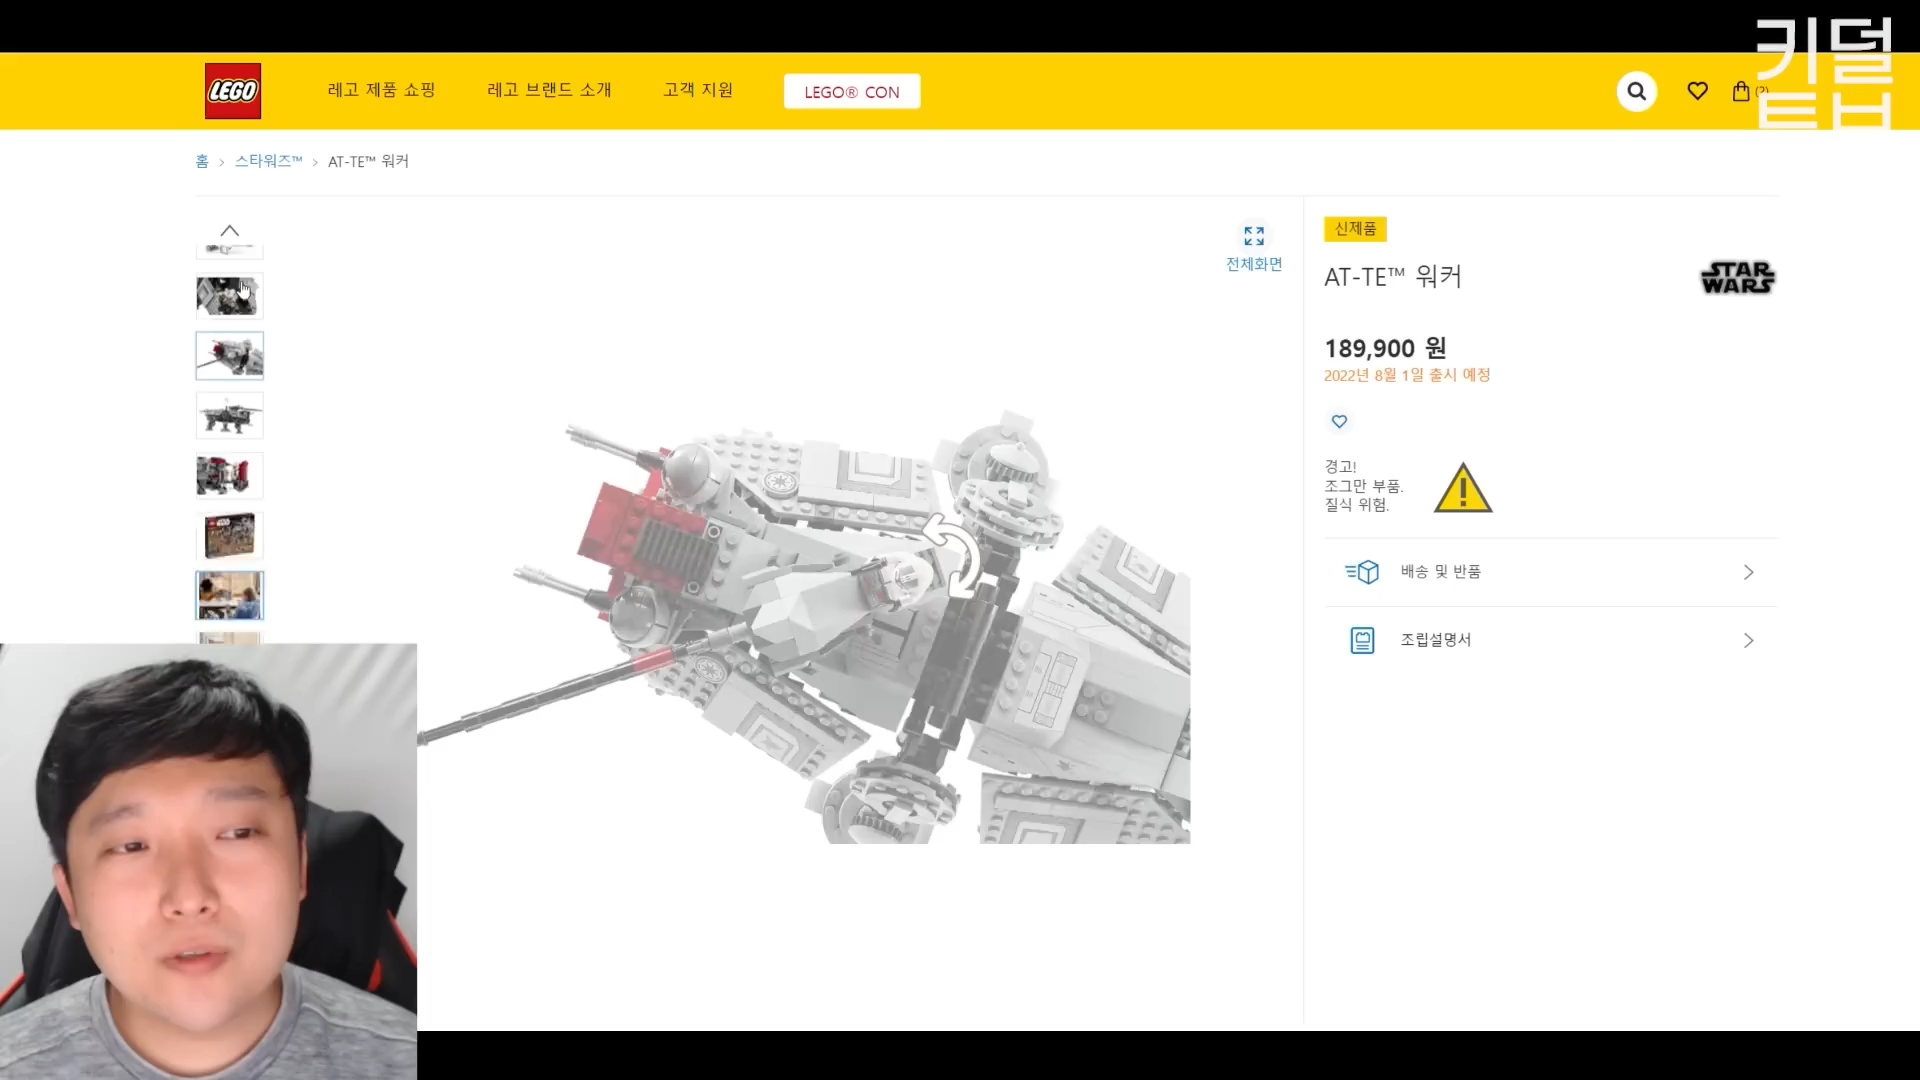 키덜
트브
LEGO
레고 제품 쇼핑
레고 브랜드 소개
고객 지원
LEGO® CON
홈 > 스타워즈™ > AT-TE™ 워커
전체화면
신제품
AT-TE™ 워커
STAR
WARS
189,900 원
2022년 8월 1일 출시 예정
경고!
조그만 부품.
질식 위험.
배송 및 반품
조립설명서